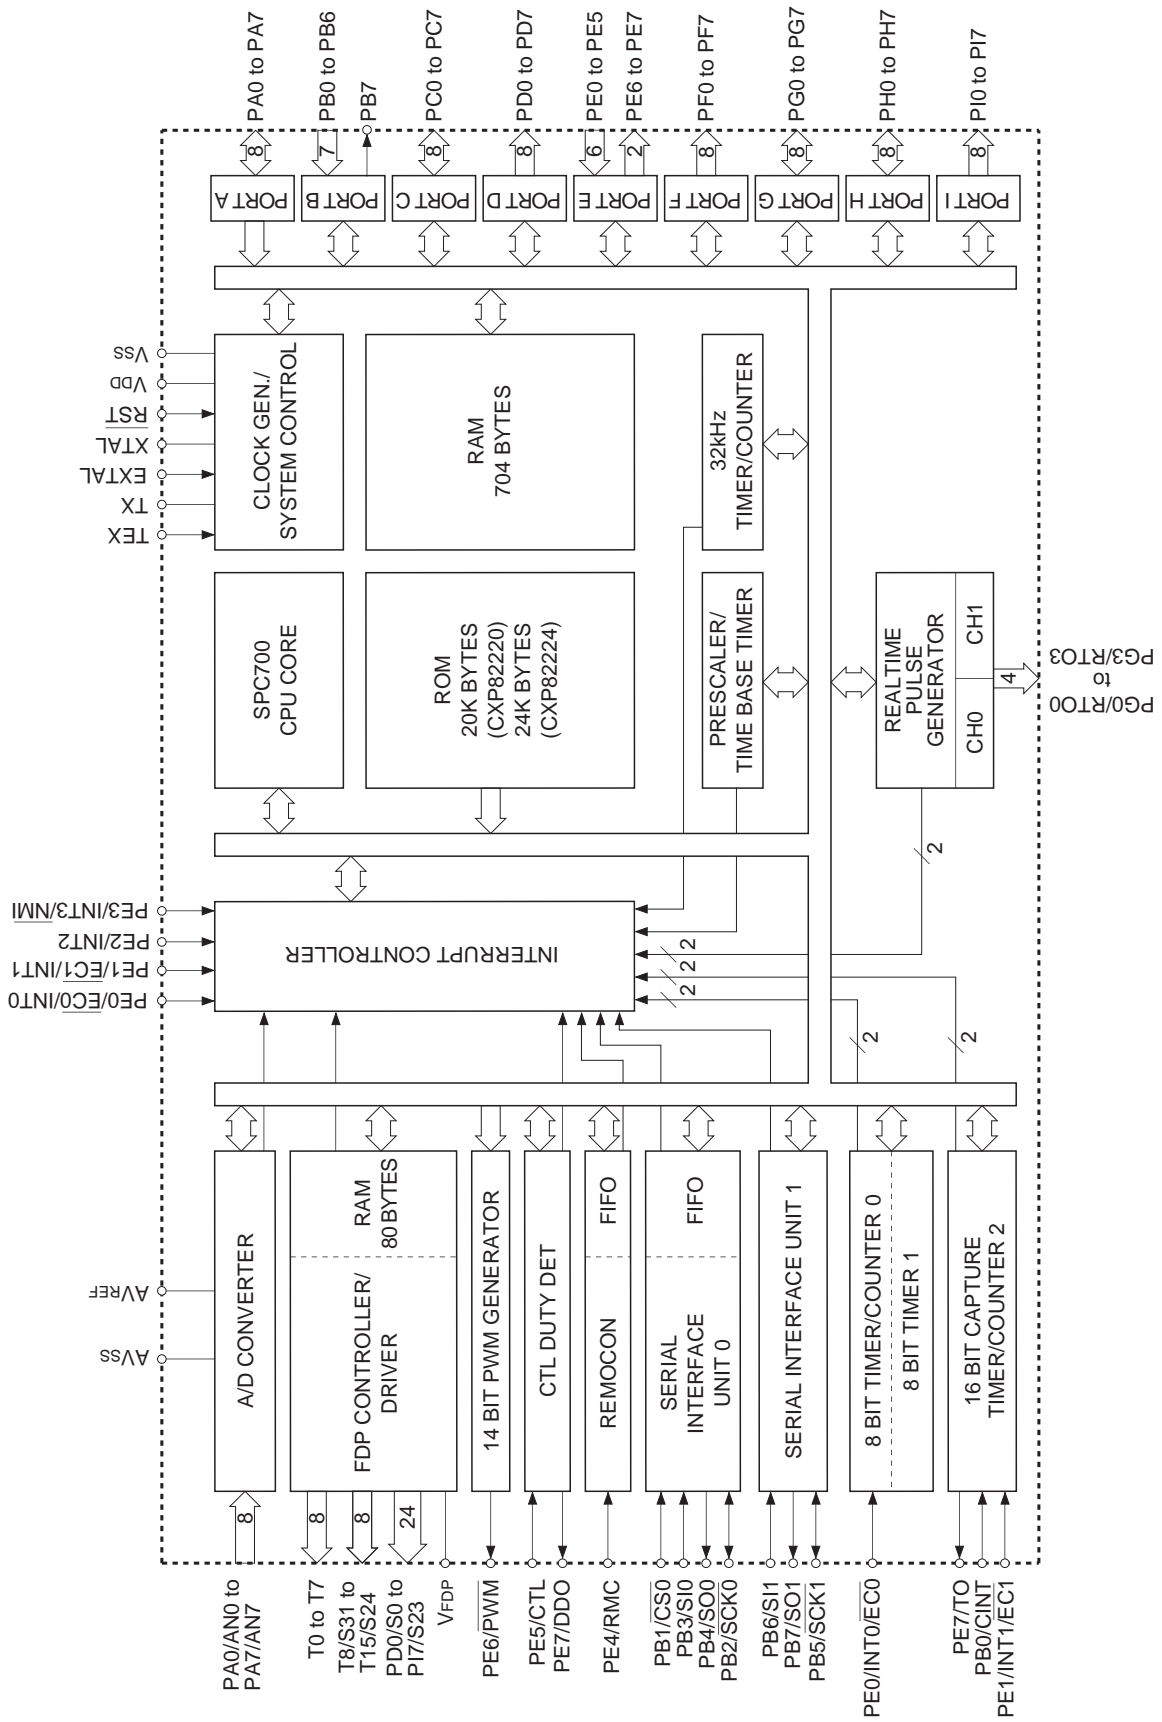 PA0 to PA7
PB0 to PB6
PB7
PC0 to PC7
PD0 to PD7
PE0 to PE5
PE6 to PE7
PF0 to PF7
PG0 to PG7
PH0 to PH7
PI0 to PI7
8
7
8
8
6
2
8
8
8
8
PORT A
PORT B
PORT C
PORT D
PORT E
PORT F
PORT G
PORT H
PORT I
VSS
VDD
RST
XTAL
EXTAL
TX
TEX
CLOCK GEN./
SYSTEM CONTROL
RAM
704 BYTES
32kHz
TIMER/COUNTER
SPC700
CPU CORE
ROM
20K BYTES
(CXP82220)
24K BYTES
(CXP82224)
PRESCALER/
TIME BASE TIMER
REALTIME
PULSE
GENERATOR
CH0
CH1
4
PG3/RTO3
to
PG0/RTO0
2
PE3/INT3/NMI
PE2/INT2
PE1/EC1/INT1
PE0/EC0/INT0
INTERRUPT CONTROLLER
2
2
2
2
2
AVREF
AVSS
A/D CONVERTER
FDP CONTROLLER/
DRIVER
RAM
80 BYTES
14 BIT PWM GENERATOR
CTL DUTY DET
REMOCON
FIFO
SERIAL
INTERFACE
UNIT 0
FIFO
SERIAL INTERFACE UNIT 1
8 BIT TIMER/COUNTER 0
8 BIT TIMER 1
16 BIT CAPTURE
TIMER/COUNTER 2
8
8
8
24
PA0/AN0 to
PA7/AN7
T0 to T7
T8/S31 to
T15/S24
PD0/S0 to
PI7/S23
VFDP
PE6/PWM
PE5/CTL
PE7/DDO
PE4/RMC
PB1/CS0
PB3/SI0
PB4/SO0
PB2/SCK0
PB6/SI1
PB7/SO1
PB5/SCK1
PE0/INT0/EC0
PE7/TO
PB0/CINT
PE1/INT1/EC1